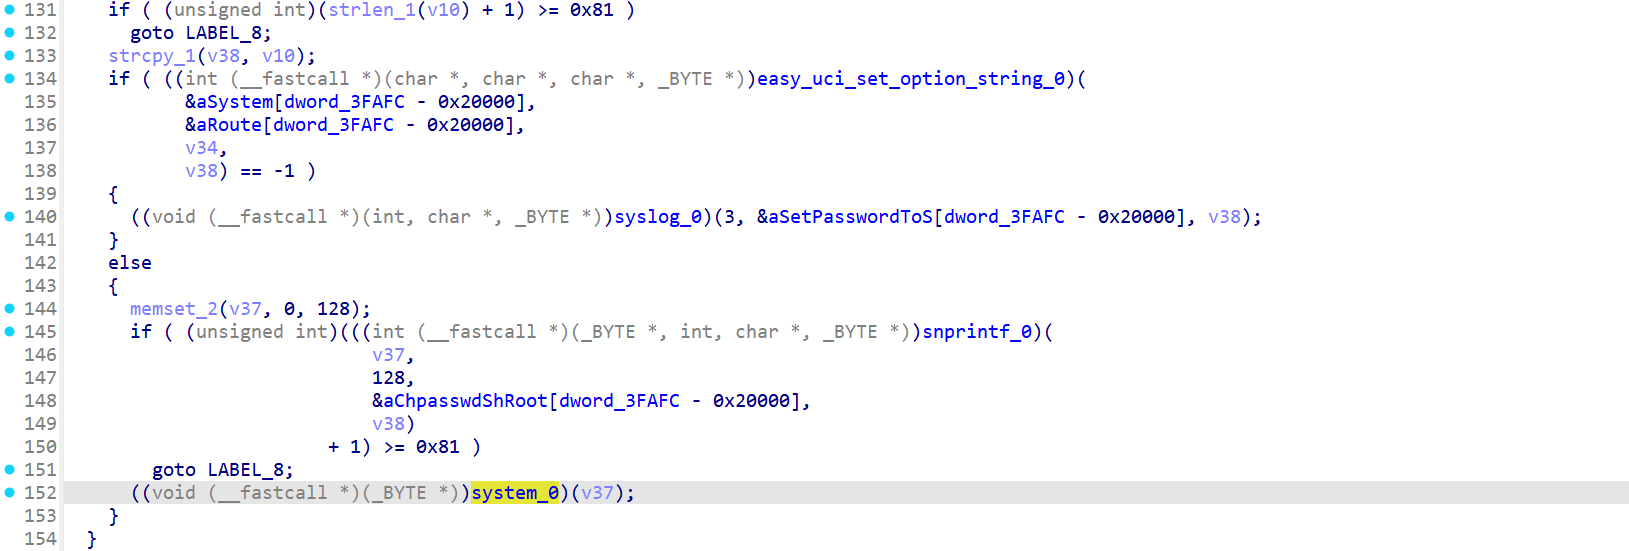 131 if ( (unsigned int)(strlen_1(v10) + 1) >= 0x81 )
132 goto LABEL_8;
133 strcpy_1(v38, v10);
134 if ( ((int (__fastcall *)(char *, char *, char *, _BYTE *))easy_uci_set_option_string_0)(
135 &aSystem[dword_3FAFC - 0x20000],
136 &aRoute[dword_3FAFC - 0x20000],
137 v34,
138 v38) == -1 )
139 {
140 ((void (__fastcall *)(int, char *, _BYTE *))syslog_0)(3, &aSetPasswordToS[dword_3FAFC - 0x20000], v38);
141 }
142 else
143 {
144 memset_2(v37, 0, 128);
145 if ( (unsigned int)(((int (__fastcall *)(_BYTE *, int, char *, _BYTE *))snprintf_0)(
146 v37,
147 128,
148 &aChpasswdShRoot[dword_3FAFC - 0x20000],
149 v38)
150 + 1) >= 0x81 )
151 goto LABEL_8;
152 ((void (__fastcall *)(_BYTE *))system_0)(v37);
153 }
154 }